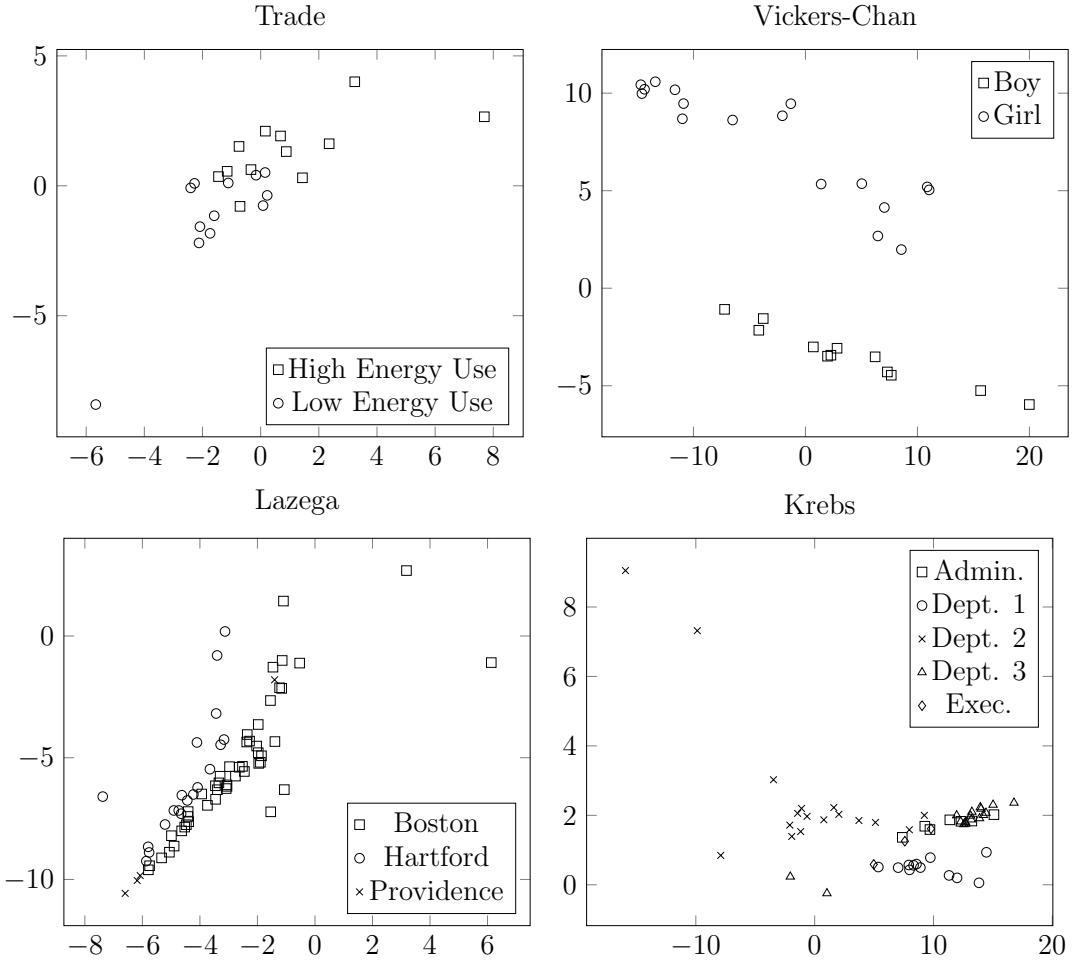 Trade
5
0
−5
−6 −4 −2 0 2 4 6 8
High Energy Use
Low Energy Use
Vickers-Chan
10
5
0
−5
−10 0 10 20
Boy
Girl
Lazega
−8 −6 −4 −2 0 2 4 6
0
−5
−10
Boston
Hartford
Providence
Krebs
8
6
4
2
0
−10 0 10 20
Admin.
Dept. 1
Dept. 2
Dept. 3
Exec.